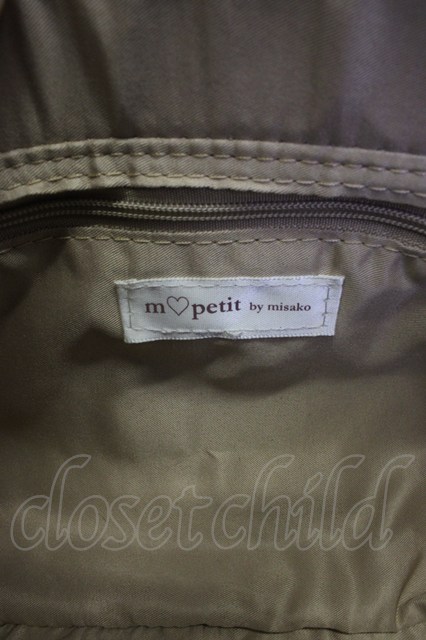 m♡petit by misako
closet child